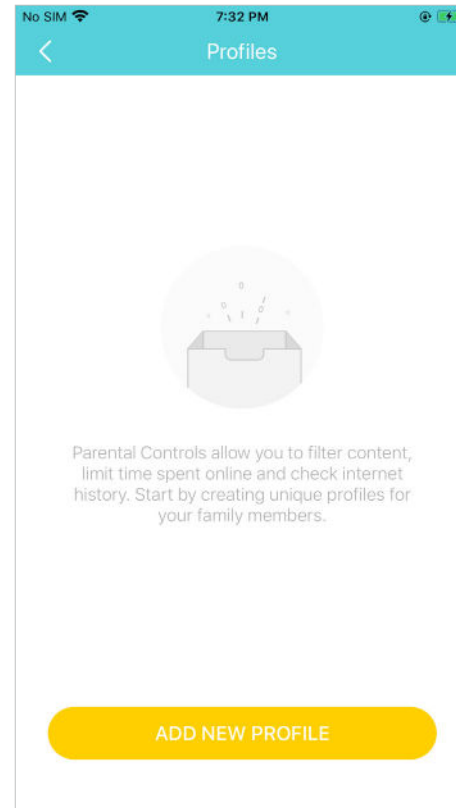 No SIM 7:32 PM
Profiles
Parental Controls allow you to filter content,
limit time spent online and check internet
history. Start by creating unique profiles for
your family members.
ADD NEW PROFILE